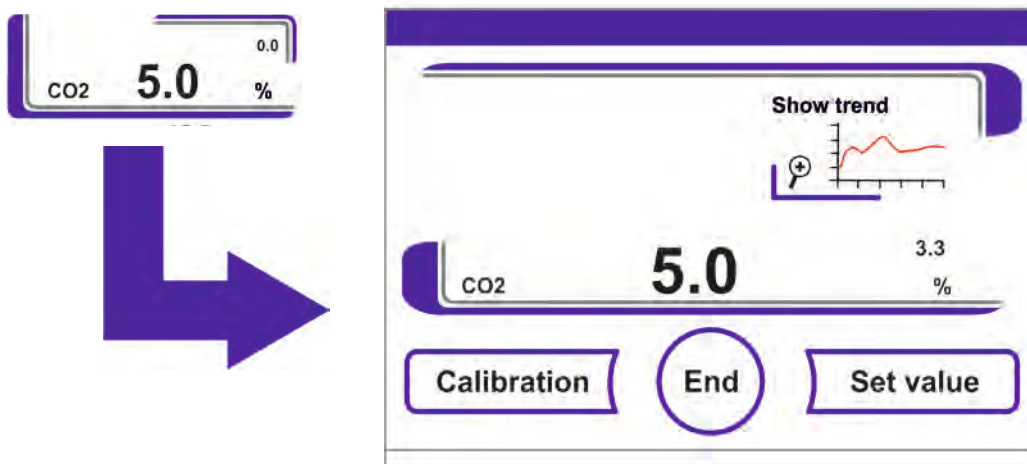 0.0
CO2 5.0 %
Show trend
3.3
CO2 5.0 %
Calibration End Set value